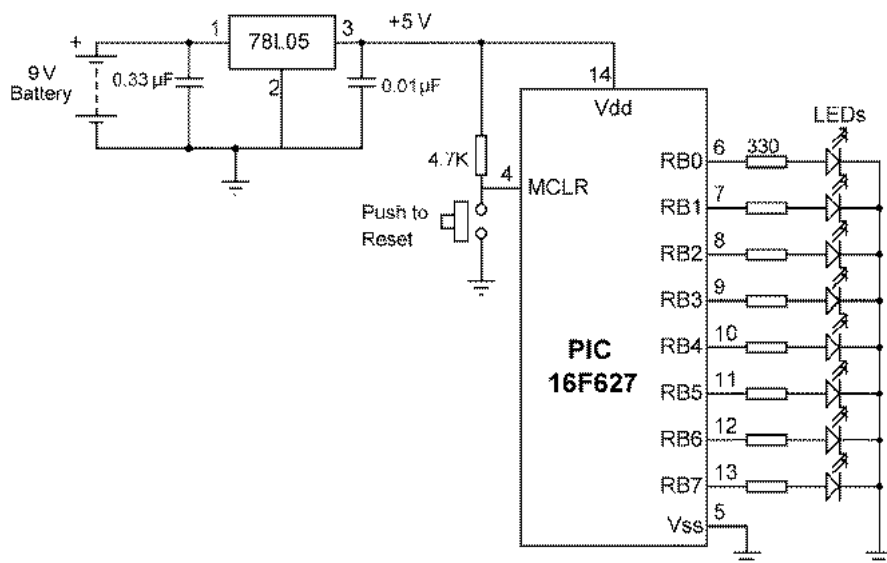 +5 V
1
78L05
3
+
2
9 V
Battery
0.33 µF
0.01µF
14
Vdd
LEDs
4.7K
4
MCLR
Push to
Reset
RB0
6
330
RB1
7
RB2
8
RB3
9
RB4
10
PIC
16F627
RB5
11
RB6
12
RB7
13
Vss
5